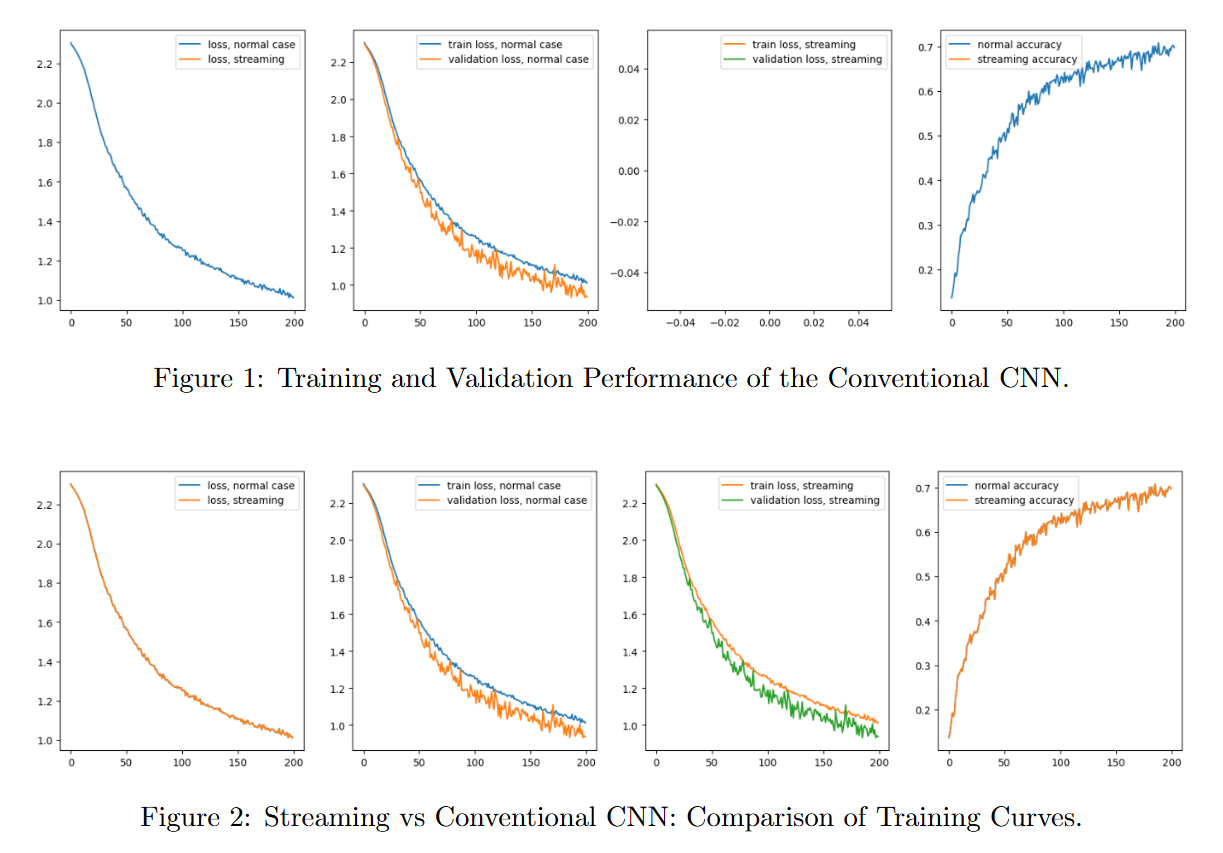 loss, normal case
loss, streaming
2.2
2.0
1.8
1.6
1.4
1.2
1.0
0 50 100 150 200
train loss, normal case
validation loss, normal case
2.2
2.0
1.8
1.6
1.4
1.2
1.0
0 50 100 150 200
train loss, streaming
validation loss, streaming
0.04
0.02
0.00
−0.02
−0.04
−0.04 −0.02 0.00 0.02 0.04
normal accuracy
streaming accuracy
0.7
0.6
0.5
0.4
0.3
0.2
0 50 100 150 200
Figure 1: Training and Validation Performance of the Conventional CNN.
loss, normal case
loss, streaming
2.2
2.0
1.8
1.6
1.4
1.2
1.0
0 50 100 150 200
train loss, normal case
validation loss, normal case
2.2
2.0
1.8
1.6
1.4
1.2
1.0
0 50 100 150 200
train loss, streaming
validation loss, streaming
2.2
2.0
1.8
1.6
1.4
1.2
1.0
0 50 100 150 200
normal accuracy
streaming accuracy
0.7
0.6
0.5
0.4
0.3
0.2
0 50 100 150 200
Figure 2: Streaming vs Conventional CNN: Comparison of Training Curves.